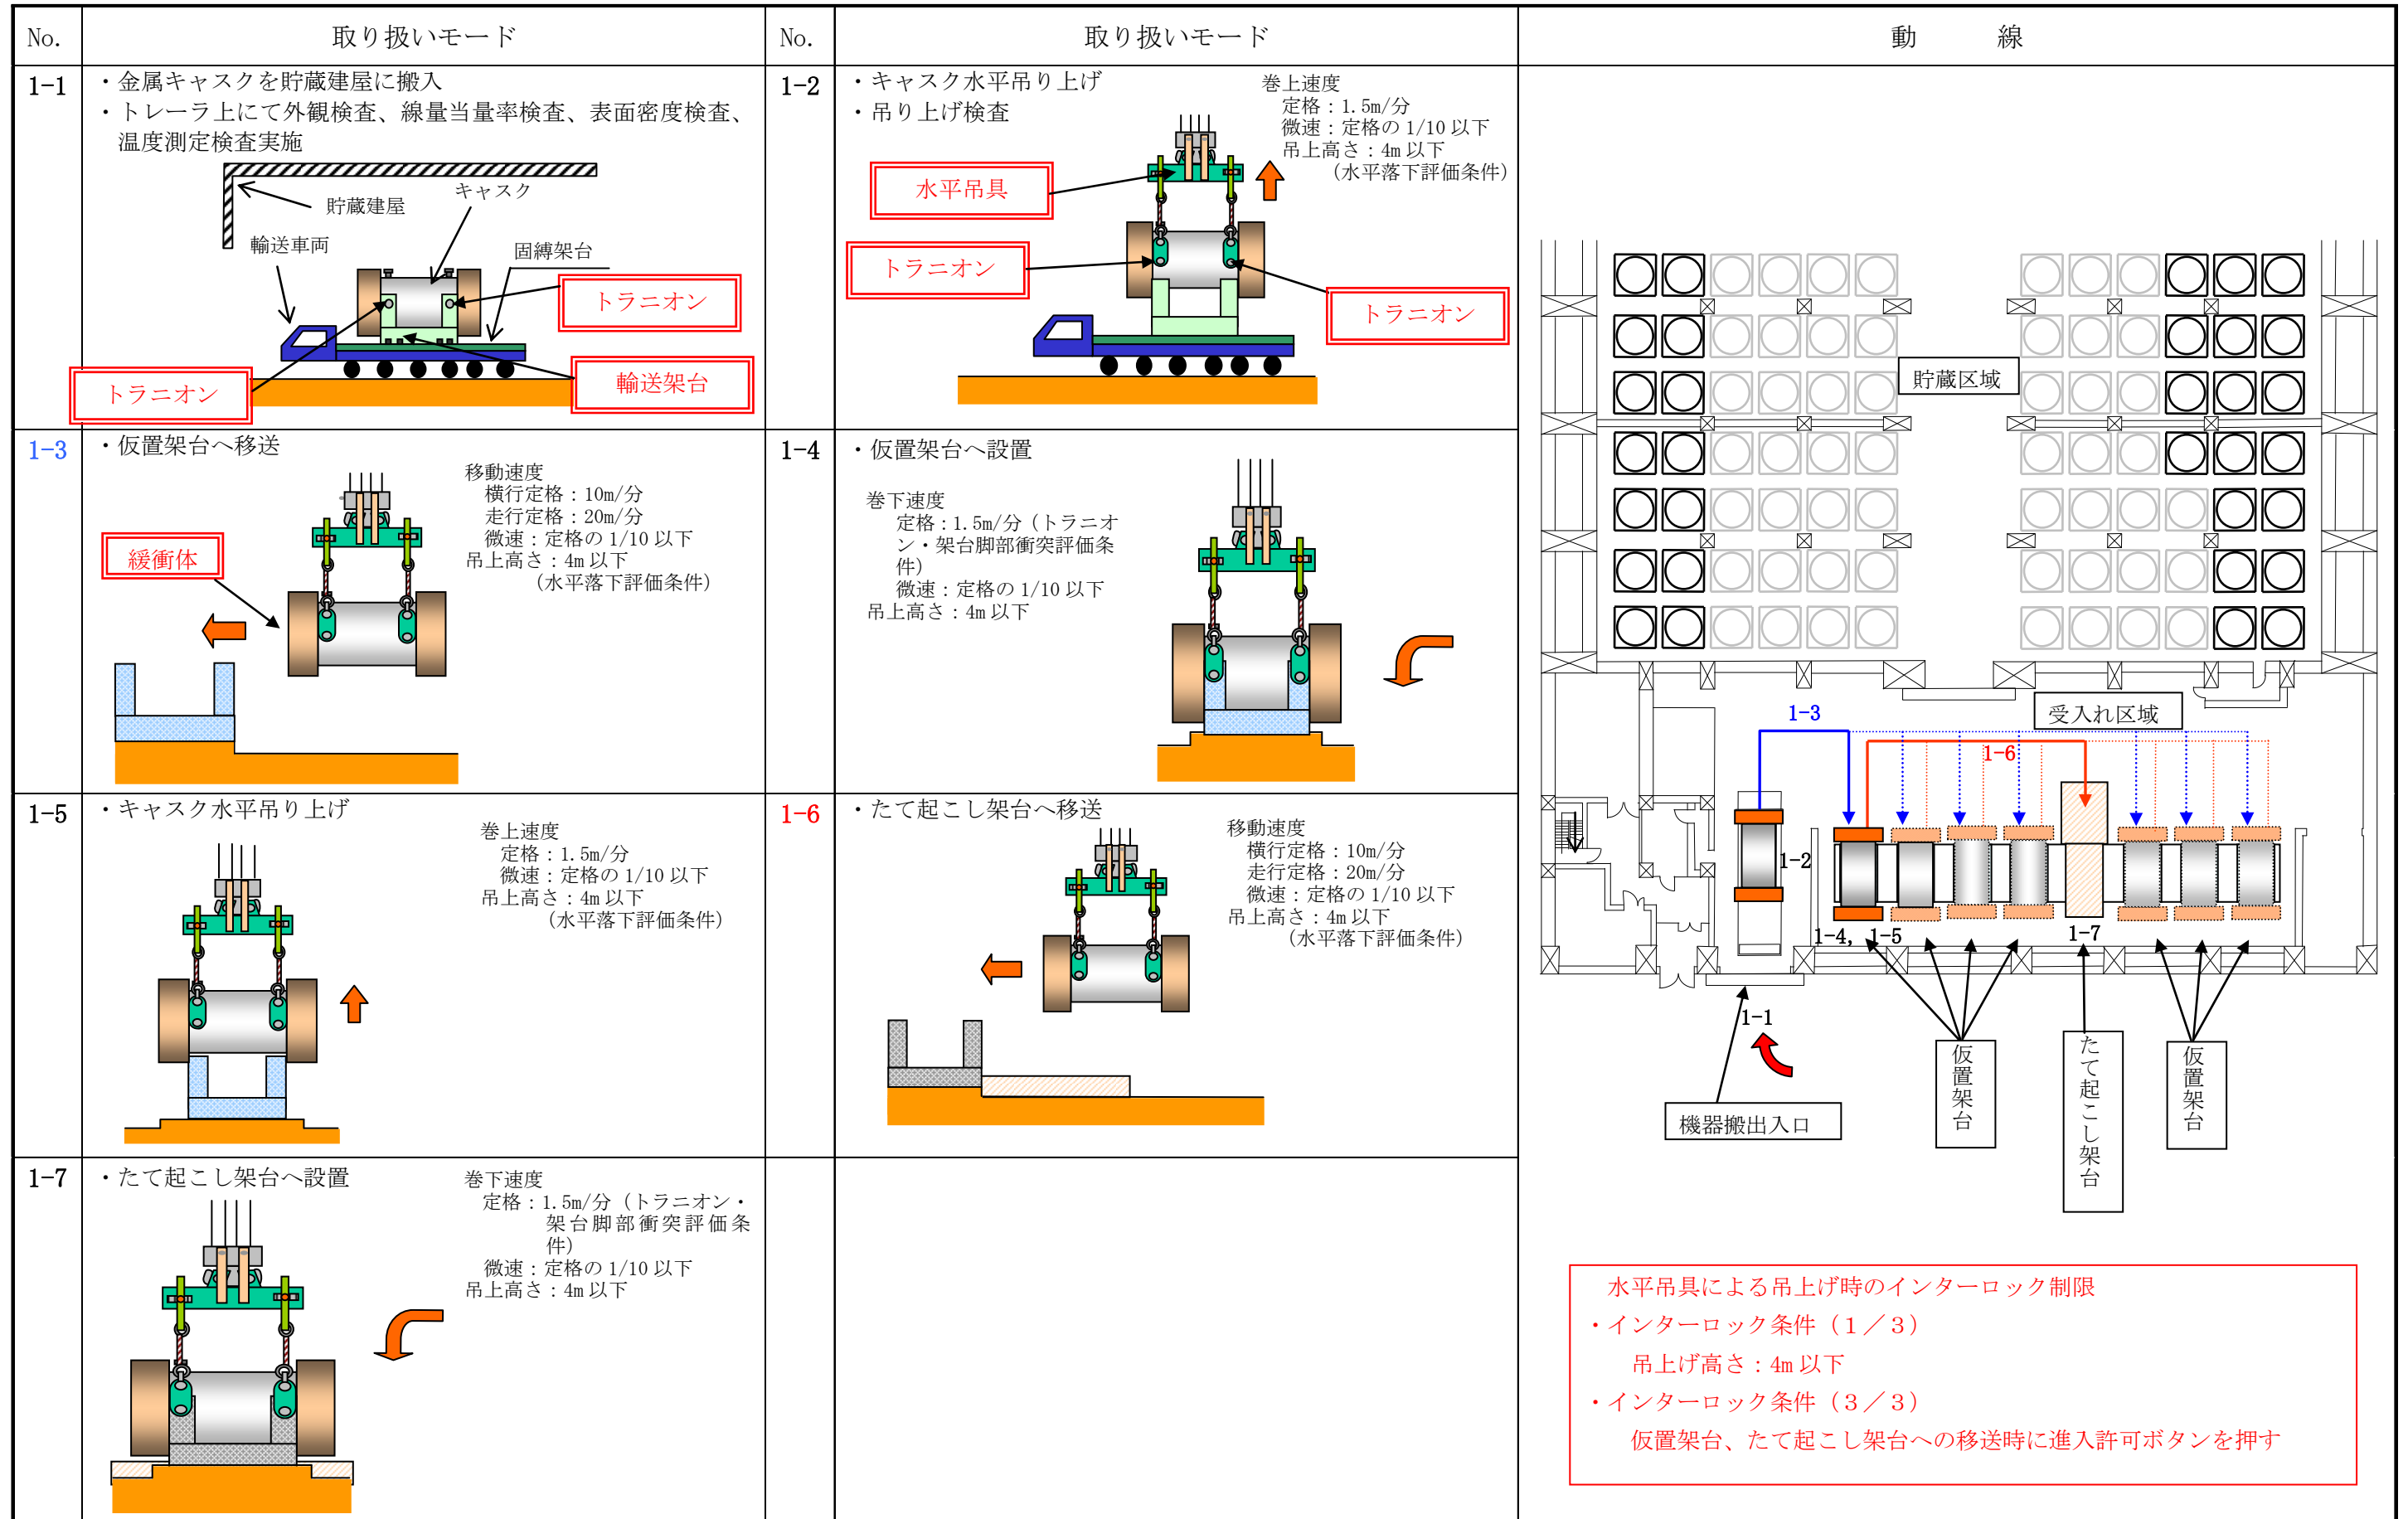 No.
取り扱いモード
No.
取り扱いモード
動　　線
1-1
・金属キャスクを貯蔵建屋に搬入
・トレーラ上にて外観検査、線量当量率検査、表面密度検査、
温度測定検査実施
貯蔵建屋
キャスク
輸送車両
固縛架台
トラニオン
トラニオン
輸送架台
1-2
・キャスク水平吊り上げ
・吊り上げ検査
巻上速度
定格：1.5m/分
微速：定格の 1/10 以下
吊上高さ：4m 以下
（水平落下評価条件）
水平吊具
トラニオン
トラニオン
1-3
・仮置架台へ移送
移動速度
横行定格：10m/分
走行定格：20m/分
微速：定格の 1/10 以下
吊上高さ：4m 以下
（水平落下評価条件）
緩衝体
1-4
・仮置架台へ設置
巻下速度
定格：1.5m/分（トラニオ
ン・架台脚部衝突評価条
件）
微速：定格の 1/10 以下
吊上高さ：4m 以下
1-5
・キャスク水平吊り上げ
巻上速度
定格：1.5m/分
微速：定格の 1/10 以下
吊上高さ：4m 以下
（水平落下評価条件）
1-6
・たて起こし架台へ移送
移動速度
横行定格：10m/分
走行定格：20m/分
微速：定格の 1/10 以下
吊上高さ：4m 以下
（水平落下評価条件）
1-7
・たて起こし架台へ設置
巻下速度
定格：1.5m/分（トラニオン・
架台脚部衝突評価条
件）
微速：定格の 1/10 以下
吊上高さ：4m 以下
貯蔵区域
受入れ区域
1-3
1-6
1-2
1-4, 1-5
1-7
1-1
機器搬出入口
仮置架台
たて起こし架台
仮置架台
水平吊具による吊上げ時のインターロック制限
・インターロック条件（１／３）
吊上げ高さ：4m 以下
・インターロック条件（３／３）
仮置架台、たて起こし架台への移送時に進入許可ボタンを押す